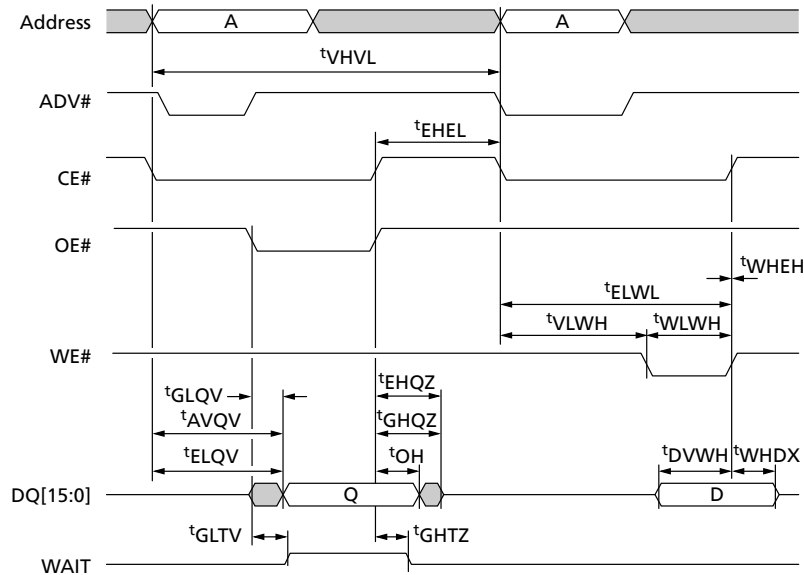 Address A A
tVHVL
ADV#
tEHEL
CE#
OE#
tWHEH
tELWL
tVLWH tWLWH
WE#
tEHQZ
tGLQV
tAVQV tGHQZ
tELQV tOH tDVWH tWHDX
DQ[15:0] Q D
tGLTV tGHTZ
WAIT